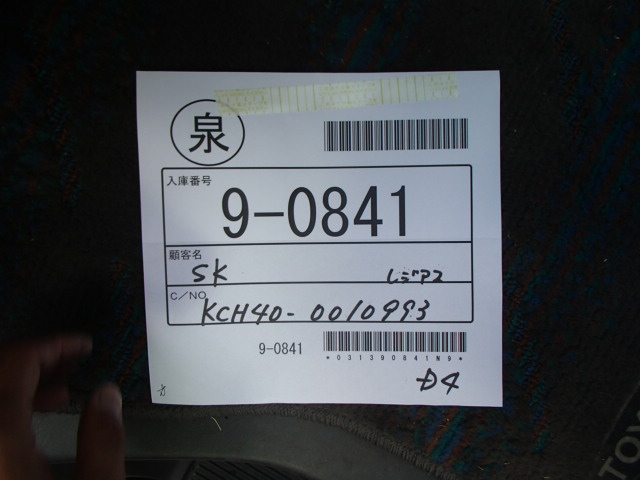 泉
入庫番号
9-0841
顧客名
SK レジアス
C/NO
KCH40-0010993
9-0841
*031390841N9*
D4
TOYO